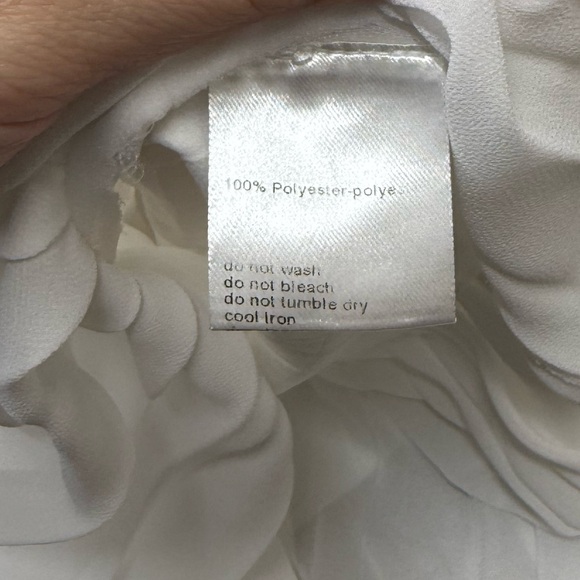 100% Polyester-polye
do not wash
do not bleach
do not tumble dry
cool Iron